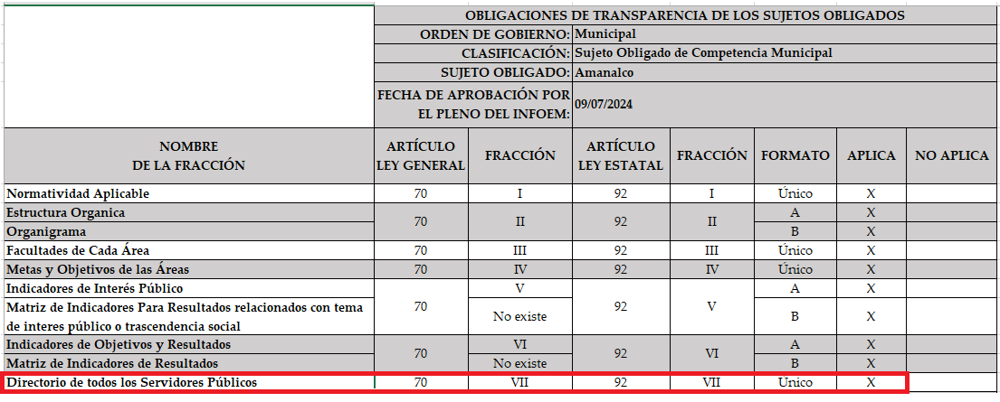 OBLIGACIONES DE TRANSPARENCIA DE LOS SUJETOS OBLIGADOS
ORDEN DE GOBIERNO: Municipal
CLASIFICACIÓN: Sujeto Obligado de Competencia Municipal
SUJETO OBLIGADO: Amanalco
FECHA DE APROBACIÓN POR
EL PLENO DEL INFOEM: 09/07/2024
NOMBRE
DE LA FRACCIÓN
ARTÍCULO
LEY GENERAL
FRACCIÓN
ARTÍCULO
LEY ESTATAL
FRACCIÓN
FORMATO
APLICA
NO APLICA
Normatividad Aplicable 70 I 92 I Único X
Estructura Organica 70 II 92 II A X
Organigrama B X
Facultades de Cada Área 70 III 92 III Único X
Metas y Objetivos de las Áreas 70 IV 92 IV Único X
Indicadores de Interés Público 70 V 92 V A X
Matriz de Indicadores Para Resultados relacionados con tema
de interes público o trascendencia social No existe B X
Indicadores de Objetivos y Resultados 70 VI 92 VI A X
Matriz de Indicadores de Resultados No existe B X
Directorio de todos los Servidores Públicos 70 VII 92 VII Único X